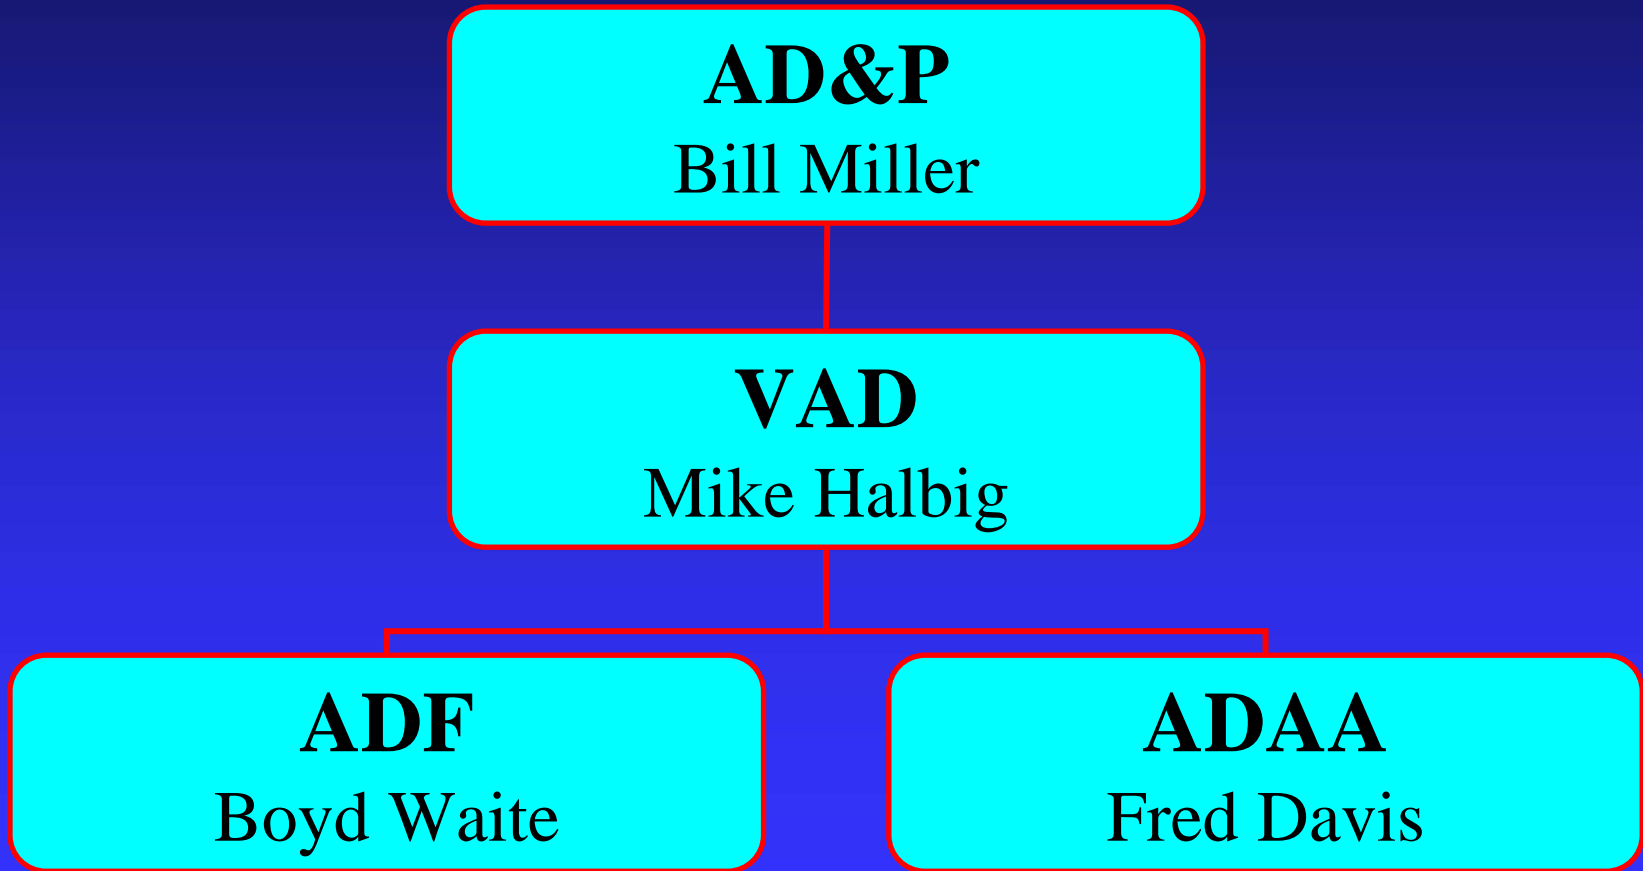 AD&P
Bill Miller
VAD
Mike Halbig
ADF
Boyd Waite
ADAA
Fred Davis